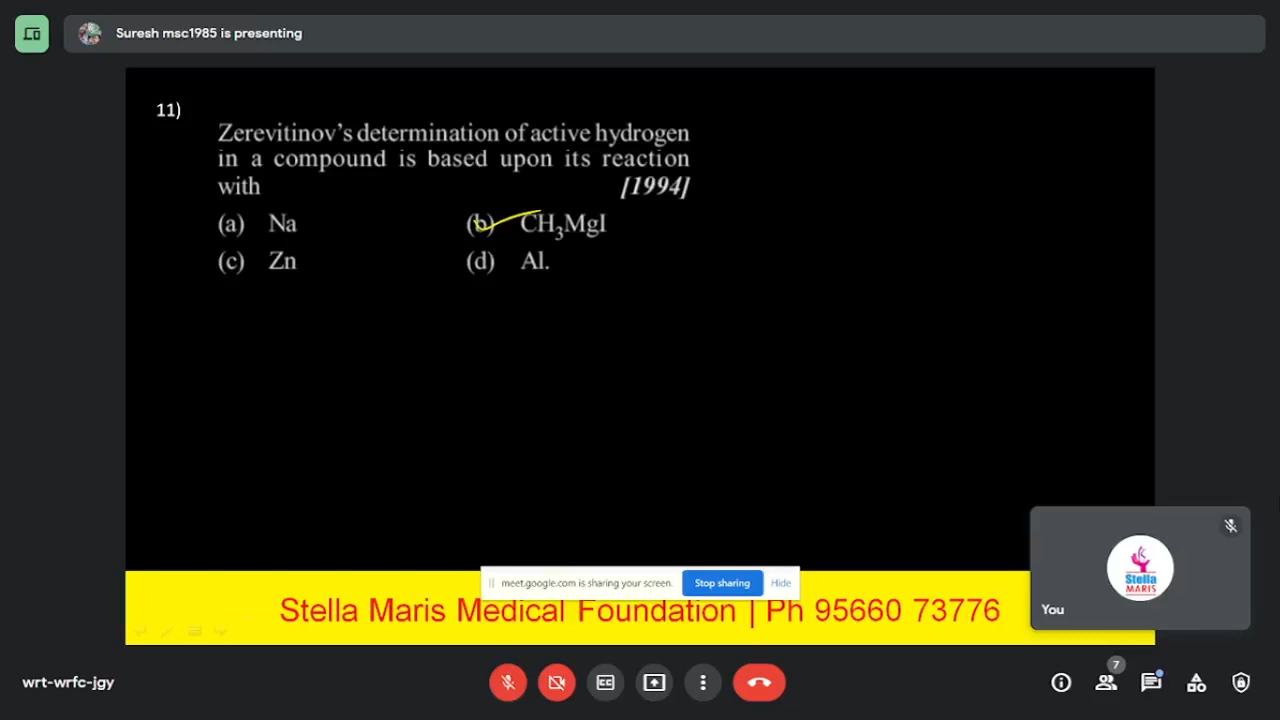 Suresh msc1985 is presenting
11)
Zerevitinov's determination of active hydrogen
in a compound is based upon its reaction
with [1994]
(a) Na (b) CH₃MgI
(c) Zn (d) Al.
meet.google.com is sharing your screen. Stop sharing Hide
Stella Maris Medical Foundation | Ph 95660 73776
Stella
MARIS
You
wrt-wrfc-jgy
7